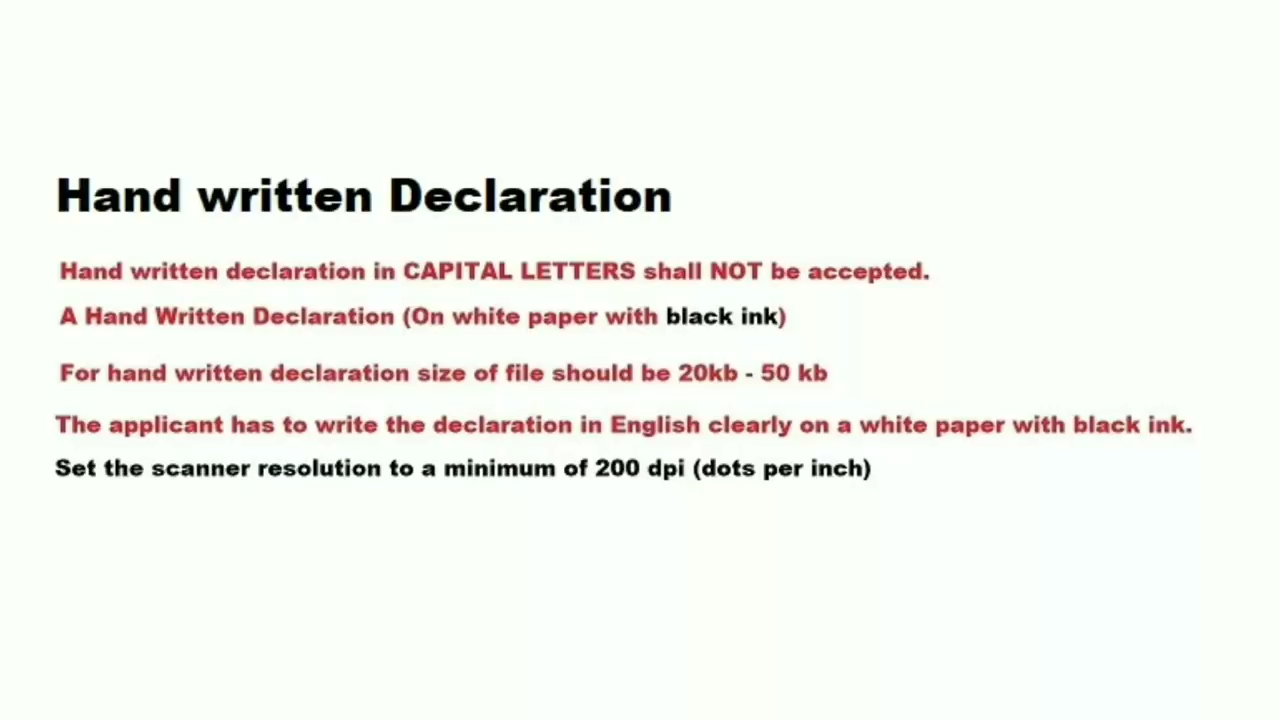 Hand written Declaration
Hand written declaration in CAPITAL LETTERS shall NOT be accepted.
A Hand Written Declaration (On white paper with black ink)
For hand written declaration size of file should be 20kb - 50 kb
The applicant has to write the declaration in English clearly on a white paper with black ink.
Set the scanner resolution to a minimum of 200 dpi (dots per inch)